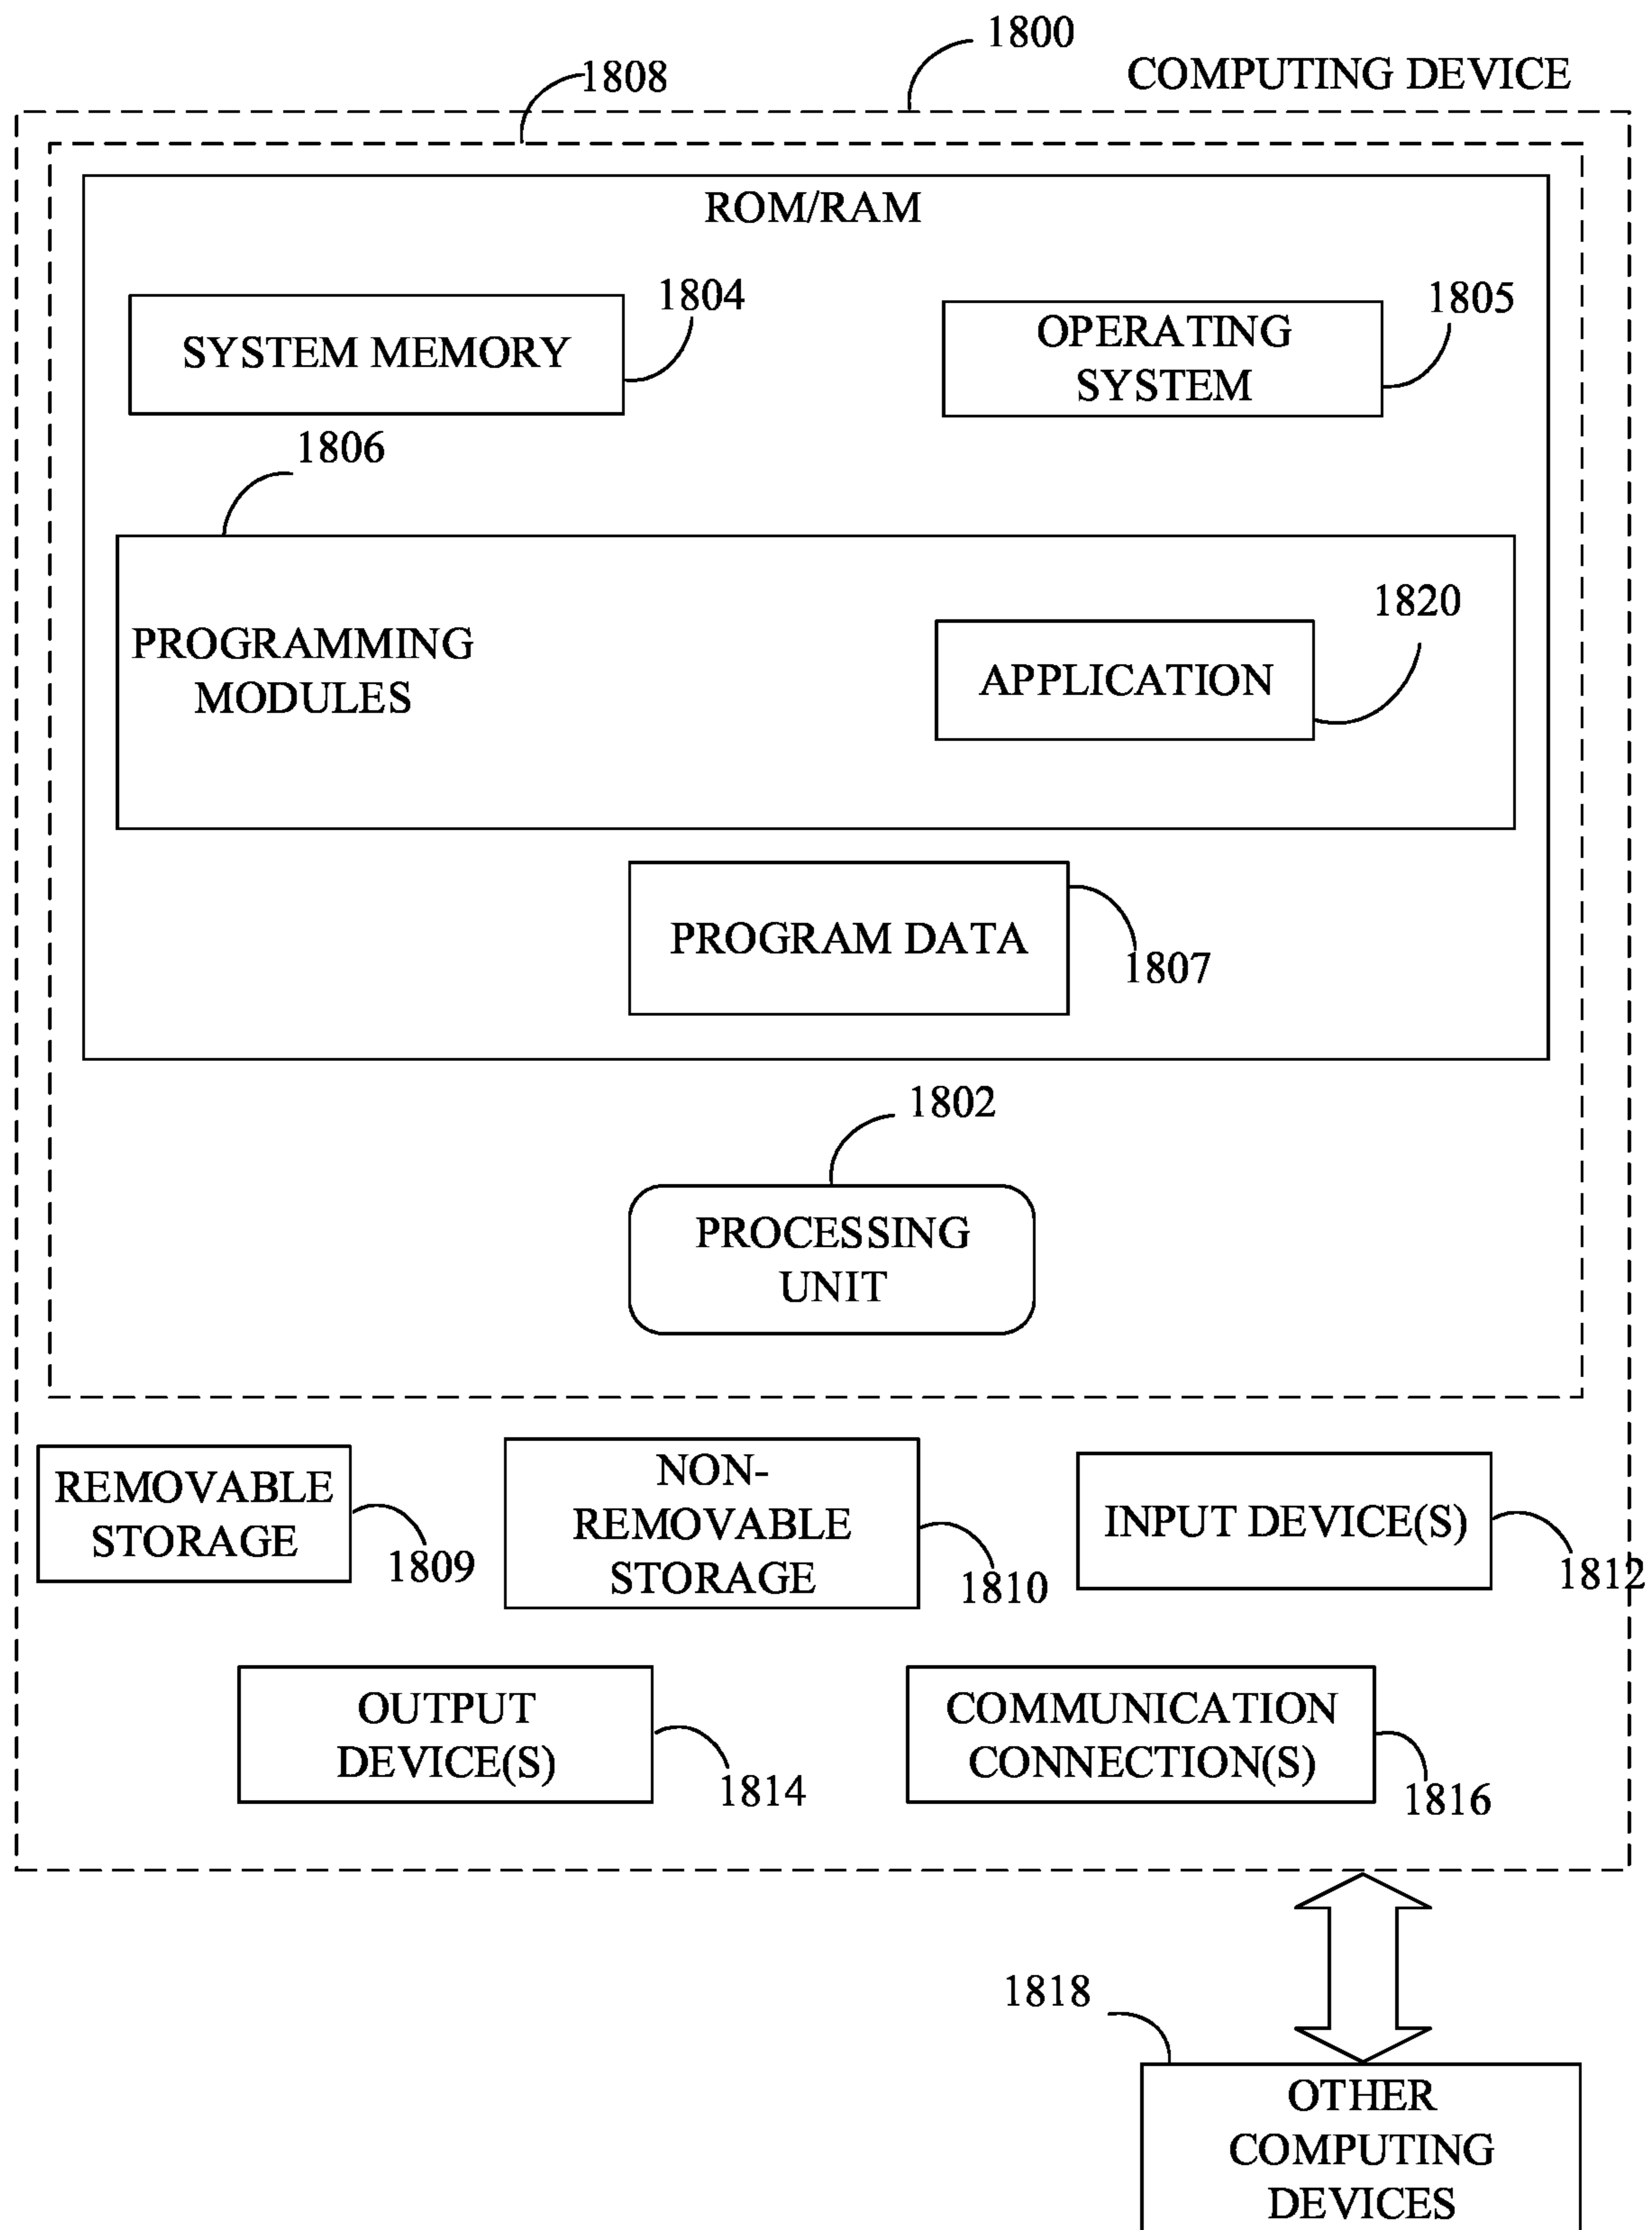 1800
COMPUTING DEVICE
1808
ROM/RAM
SYSTEM MEMORY
1804
OPERATING
SYSTEM
1805
1806
PROGRAMMING
MODULES
APPLICATION
1820
PROGRAM DATA
1807
1802
PROCESSING
UNIT
REMOVABLE
STORAGE
1809
NON-
REMOVABLE
STORAGE
1810
INPUT DEVICE(S)
1812
OUTPUT
DEVICE(S)
1814
COMMUNICATION
CONNECTION(S)
1816
1818
OTHER
COMPUTING
DEVICES